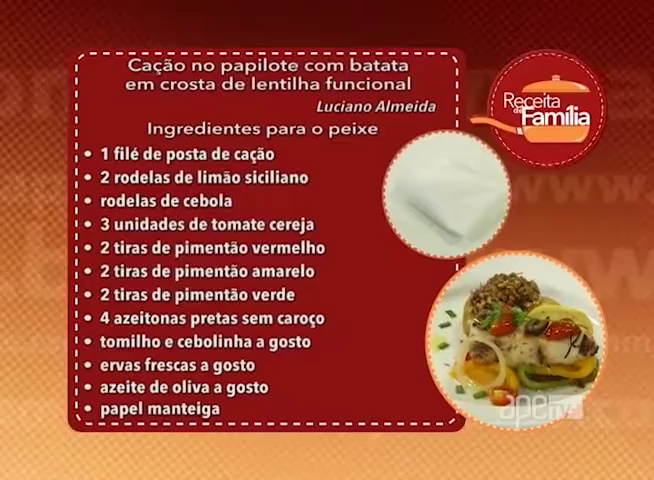 Cação no papilote com batata
em crosta de lentilha funcional
Luciano Almeida
Ingredientes para o peixe
• 1 filé de posta de cação
• 2 rodelas de limão siciliano
• rodelas de cebola
• 3 unidades de tomate cereja
• 2 tiras de pimentão vermelho
• 2 tiras de pimentão amarelo
• 2 tiras de pimentão verde
• 4 azeitonas pretas sem caroço
• tomilho e cebolinha a gosto
• ervas frescas a gosto
• azeite de oliva a gosto
• papel manteiga
Receita
de Família